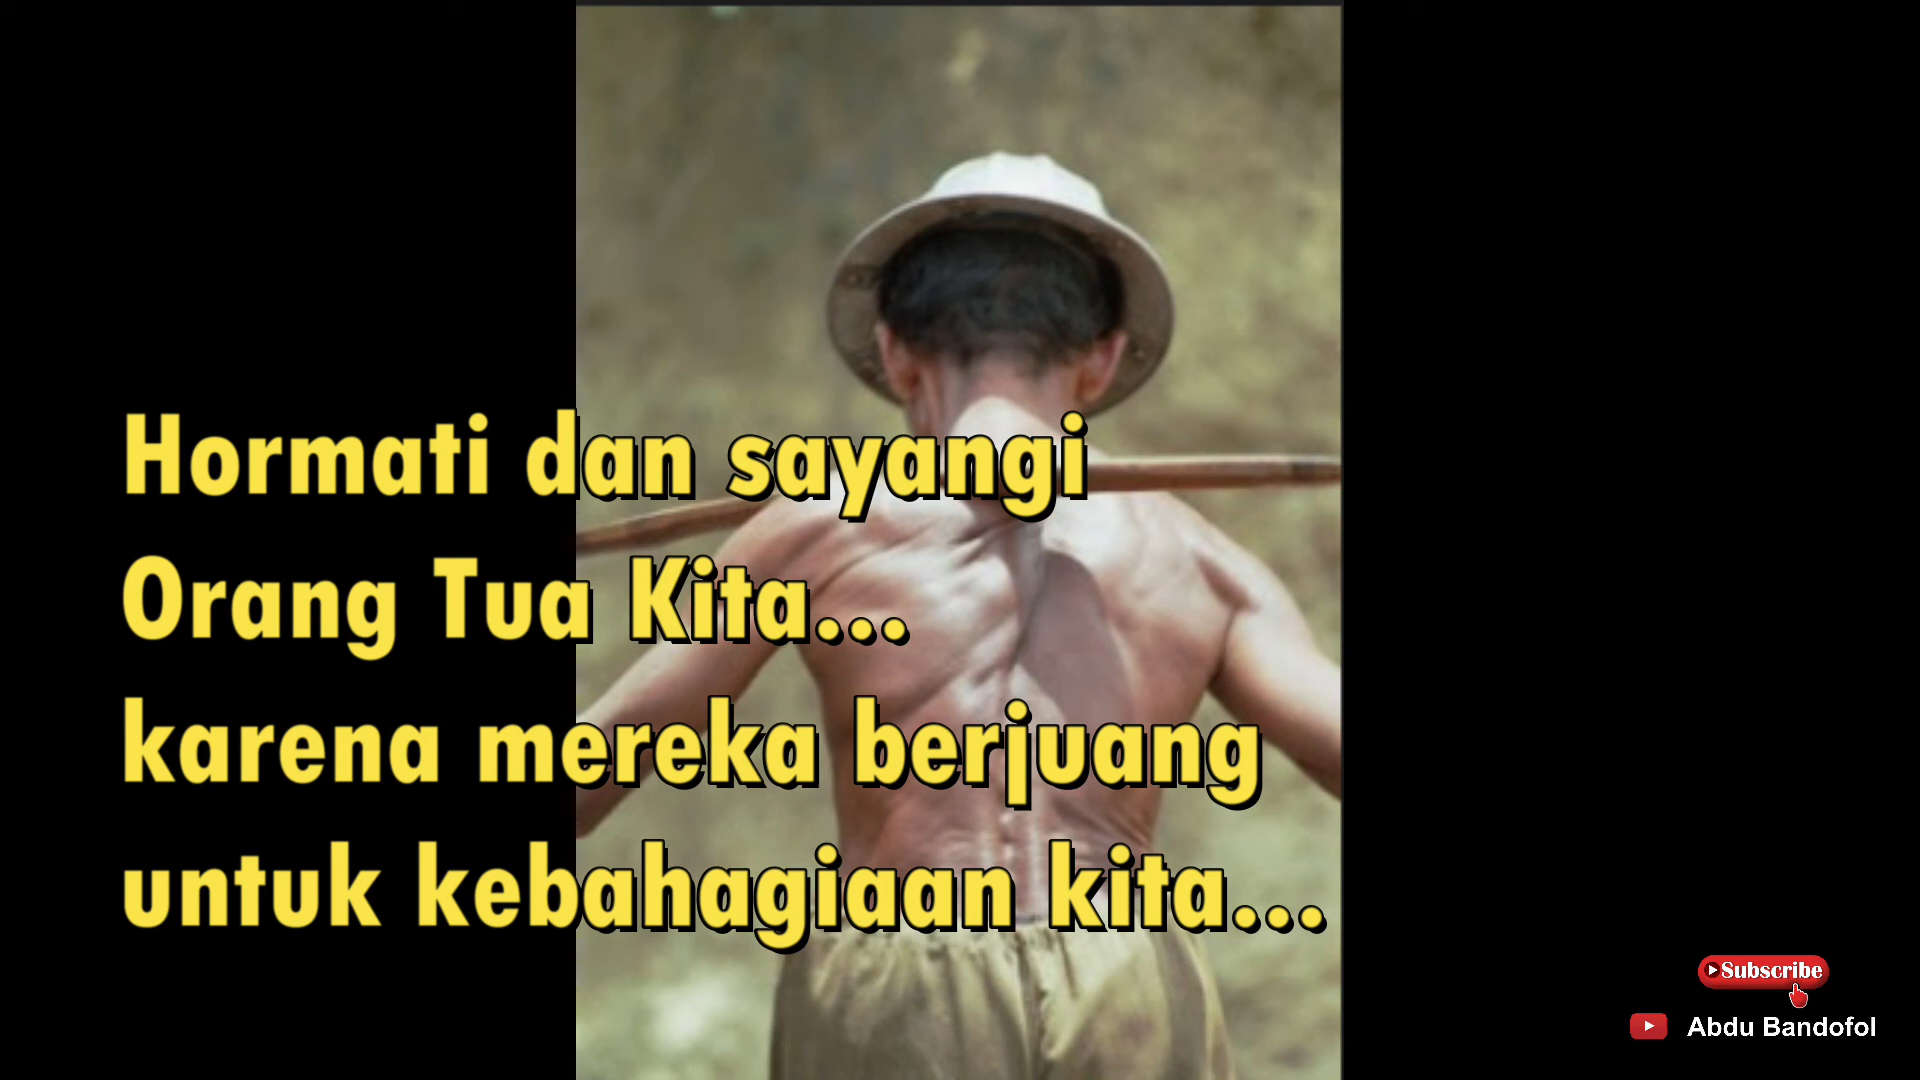 Hormati dan sayangi
Orang Tua Kita...
karena mereka berjuang
untuk kebahagiaan kita...
Subscribe
Abdu Bandofol